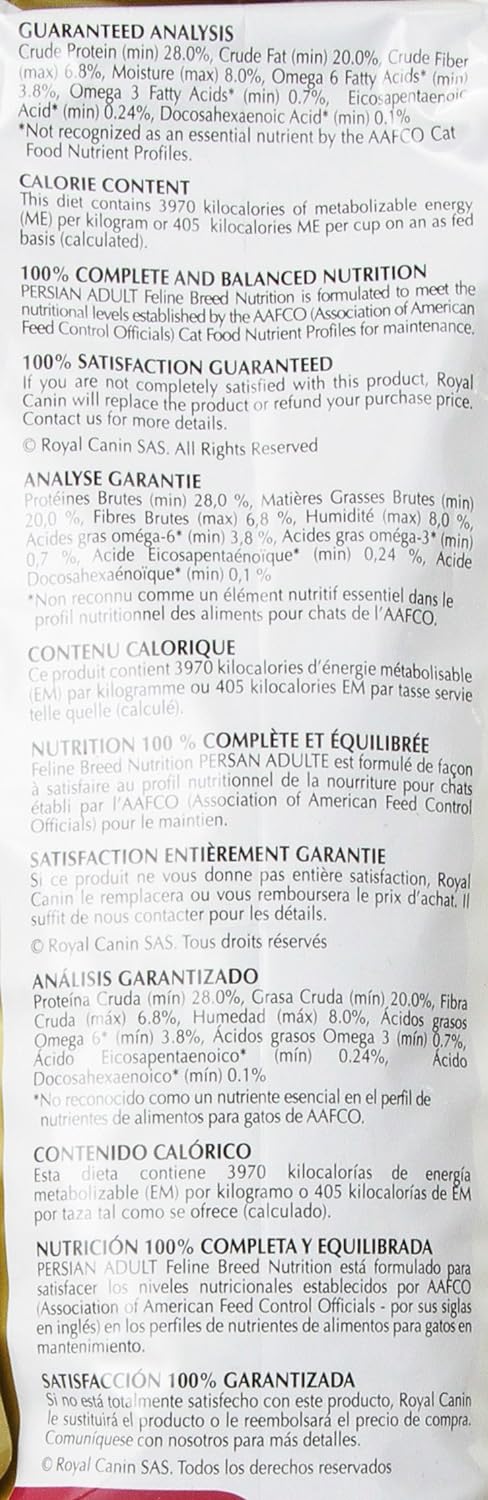 GUARANTEED ANALYSIS
Crude Protein (min) 28.0%, Crude Fat (min) 20.0%, Crude Fiber
(max) 6.8%, Moisture (max) 8.0%, Omega 6 Fatty Acids* (min)
3.8%, Omega 3 Fatty Acids* (min) 0.7%, Eicosapentaenoic
Acid* (min) 0.24%, Docosahexaenoic Acid* (min) 0.1%
*Not recognized as an essential nutrient by the AAFCO Cat
Food Nutrient Profiles.
CALORIE CONTENT
This diet contains 3970 kilocalories of metabolizable energy
(ME) per kilogram or 405 kilocalories ME per cup on an as fed
basis (calculated).
100% COMPLETE AND BALANCED NUTRITION
PERSIAN ADULT Feline Breed Nutrition is formulated to meet the
nutritional levels established by the AAFCO (Association of American
Feed Control Officials) Cat Food Nutrient Profiles for maintenance.
100% SATISFACTION GUARANTEED
If you are not completely satisfied with this product, Royal
Canin will replace the product or refund your purchase price.
Contact us for more details.
© Royal Canin SAS. All Rights Reserved
ANALYSE GARANTIE
Protéines Brutes (min) 28,0 %, Matières Grasses Brutes (min)
20,0 %, Fibres Brutes (max) 6,8 %, Humidité (max) 8,0 %,
Acides gras oméga-6* (min) 3,8 %, Acides gras oméga-3* (min)
0,7 %, Acide Eicosapentaénoïque* (min) 0,24 %, Acide
Docosahexaénoïque* (min) 0,1 %
*Non reconnu comme un élément nutritif essentiel dans le
profil nutritionnel des aliments pour chats de l'AAFCO.
CONTENU CALORIQUE
Ce produit contient 3970 kilocalories d'énergie métabolisable
(EM) par kilogramme ou 405 kilocalories EM par tasse servie
telle quelle (calculé).
NUTRITION 100 % COMPLÈTE ET ÉQUILIBRÉE
Feline Breed Nutrition PERSAN ADULTE est formulé de façon
à satisfaire au profil nutritionnel de la nourriture pour chats
établi par l'AAFCO (Association of American Feed Control
Officials) pour le maintien.
SATISFACTION ENTIÈREMENT GARANTIE
Si ce produit ne vous donne pas entière satisfaction, Royal
Canin le remplacera ou vous remboursera le prix d'achat. Il
suffit de nous contacter pour les détails.
© Royal Canin SAS. Tous droits réservés
ANÁLISIS GARANTIZADO
Proteína Cruda (mín) 28.0%, Grasa Cruda (mín) 20.0%, Fibra
Cruda (máx) 6.8%, Humedad (máx) 8.0%, Ácidos grasos
Omega 6* (mín) 3.8%, Ácidos grasos Omega 3 (mín) 0.7%,
Ácido Eicosapentaenoico* (mín) 0.24%, Ácido
Docosahexaenoico* (mín) 0.1%
*No reconocido como un nutriente esencial en el perfil de
nutrientes de alimentos para gatos de AAFCO.
CONTENIDO CALÓRICO
Esta dieta contiene 3970 kilocalorías de energía
metabolizable (EM) por kilogramo o 405 kilocalorías de EM
por taza tal como se ofrece (calculado).
NUTRICIÓN 100% COMPLETA Y EQUILIBRADA
PERSIAN ADULT Feline Breed Nutrition está formulado para
satisfacer los niveles nutricionales establecidos por AAFCO
(Association of American Feed Control Officials - por sus siglas
en inglés) en los perfiles de nutrientes de alimentos para gatos en
mantenimiento.
SATISFACCIÓN 100% GARANTIZADA
Si no está totalmente satisfecho con este producto, Royal Canin
le sustituirá el producto o le reembolsará el precio de compra.
Comuníquese con nosotros para más detalles.
© Royal Canin SAS. Todos los derechos reservados